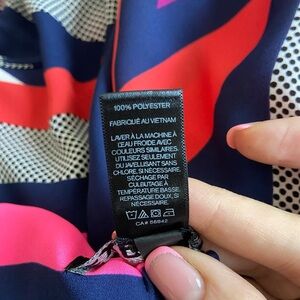 100% POLYESTER
FABRIQUÉ AU VIETNAM
LAVER À LA MACHINE À
L'EAU FROIDE AVEC
COULEURS SIMILAIRES.
UTILISEZ SEULEMENT
DU JAVELLISANT SANS
CHLORE, SI NÉCESSAIRE.
SÉCHAGE PAR
CULBUTAGE À
TEMPÉRATURE BASSE.
REPASSAGE DOUX, SI
NÉCESSAIRE.
CA# 56842